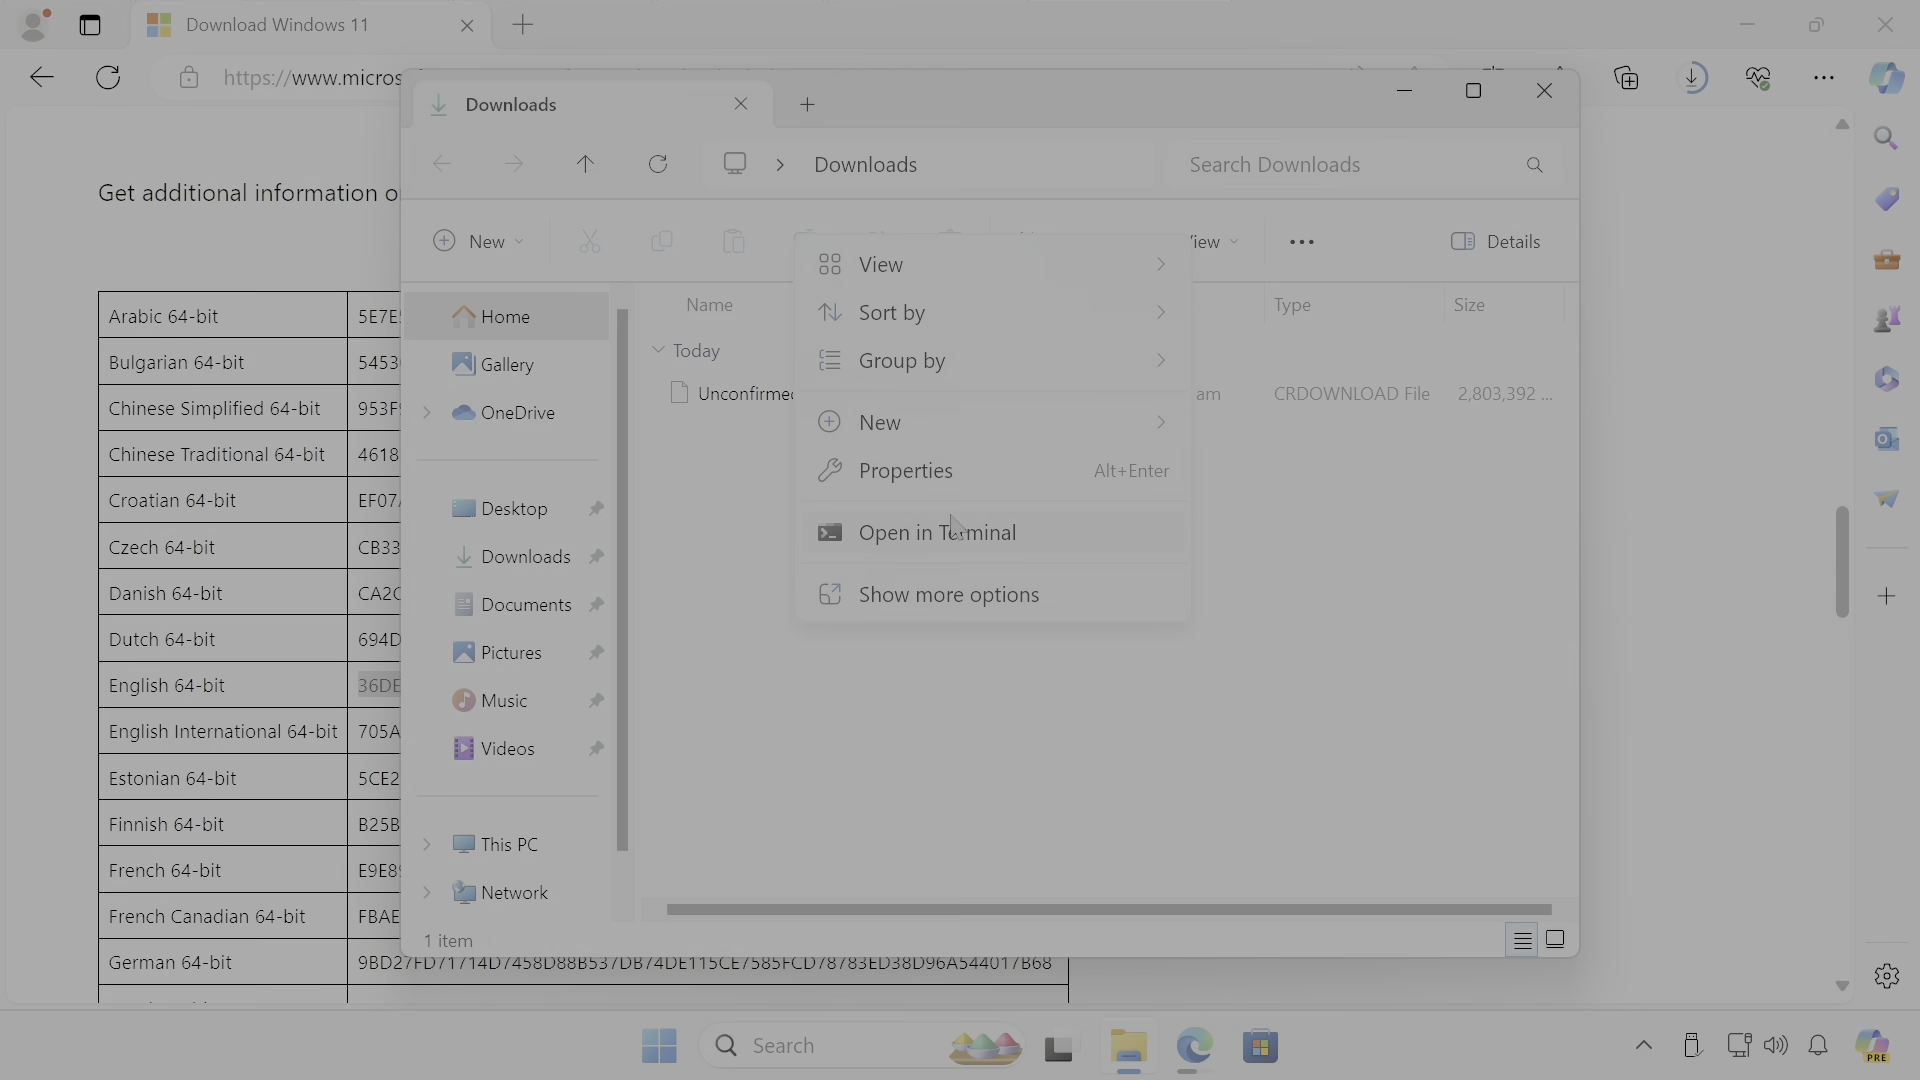 Download Windows 11
https://www.micros
Downloads
Downloads
Search Downloads
Get additional information o
New
View
Details
Name
Type
Size
Today
Unconfirmed
am
CRDOWNLOAD File
2,803,392 ...
View
Sort by
Group by
New
Properties
Alt+Enter
Open in Terminal
Show more options
Home
Gallery
OneDrive
Desktop
Downloads
Documents
Pictures
Music
Videos
This PC
Network
1 item
Arabic 64-bit 5E7E
Bulgarian 64-bit 5453
Chinese Simplified 64-bit 953F
Chinese Traditional 64-bit 4618
Croatian 64-bit EF07
Czech 64-bit CB33
Danish 64-bit CA2C
Dutch 64-bit 694D
English 64-bit 36DE
English International 64-bit 705A
Estonian 64-bit 5CE2
Finnish 64-bit B25B
French 64-bit E9E8
French Canadian 64-bit FBAE
German 64-bit 9BD27FD71714D7458D88B537DB74DE115CE7585FCD78783ED38D96A544017B68
Search
PRE